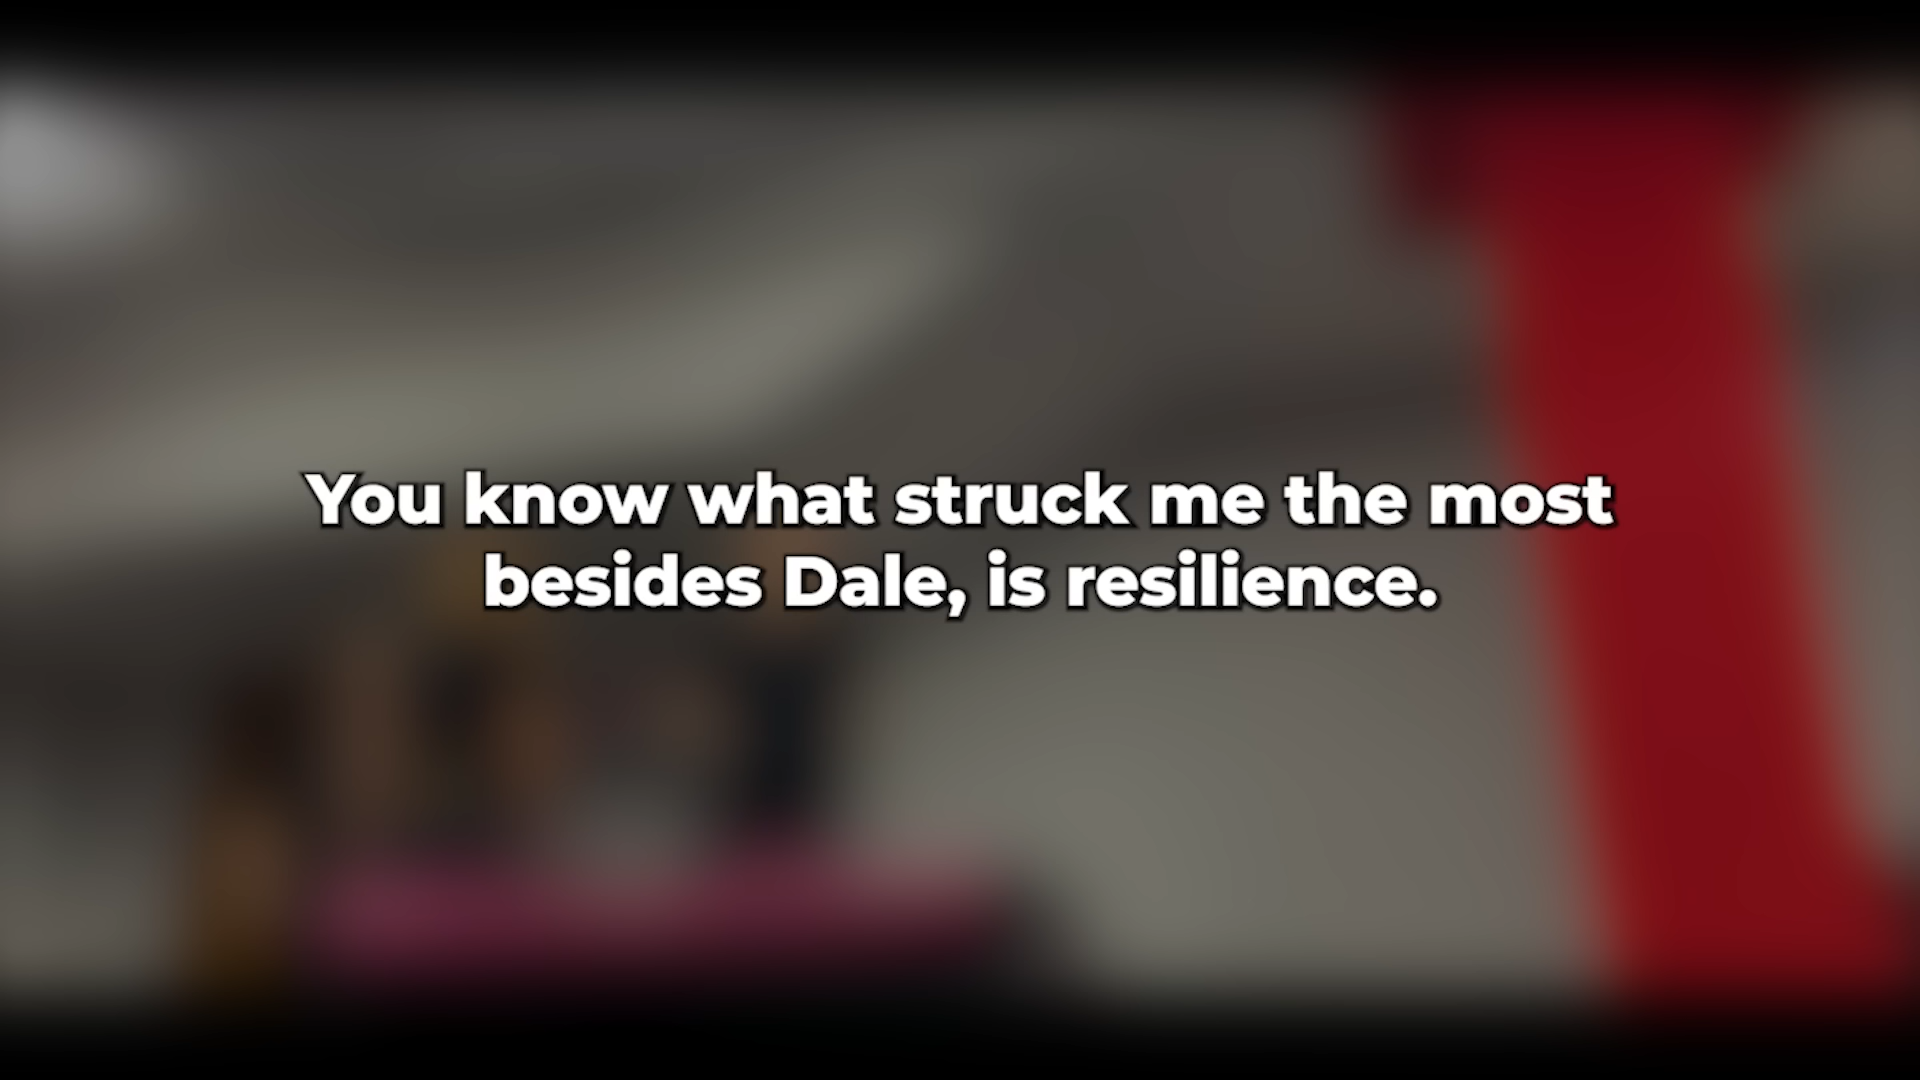 You know what struck me the most
besides Dale, is resilience.